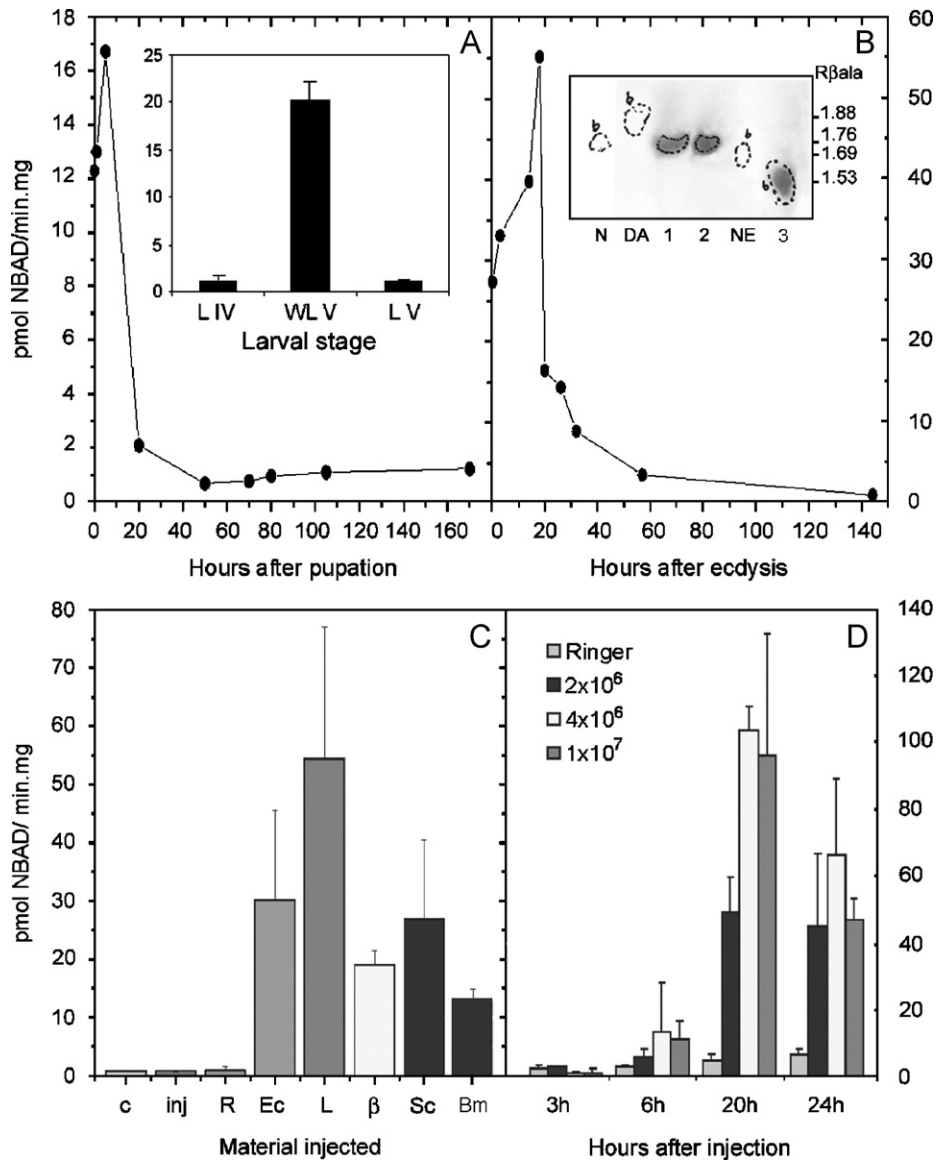 A
B
pmol NBAD/min.mg
18
16
14
12
10
8
6
4
2
0
25
20
15
10
5
0
L IV
WL V
L V
Larval stage
0
20
40
60
80
100
120
140
160
Hours after pupation
60
50
40
30
20
10
0
Rβala
1.88
1.76
1.69
1.53
b
b
b
b
N
DA
1
2
NE
3
0
20
40
60
80
100
120
140
Hours after ecdysis
C
D
pmol NBAD/ min.mg
80
70
60
50
40
30
20
10
0
c
inj
R
Ec
L
β
Sc
Bm
Material injected
Ringer
2x10⁶
4x10⁶
1x10⁷
140
120
100
80
60
40
20
0
3h
6h
20h
24h
Hours after injection